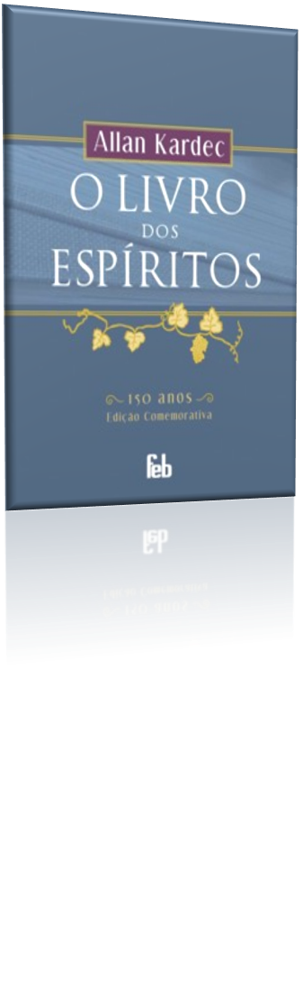 Allan Kardec
O LIVRO
DOS
ESPÍRITOS
150 anos
Edição Comemorativa
feb